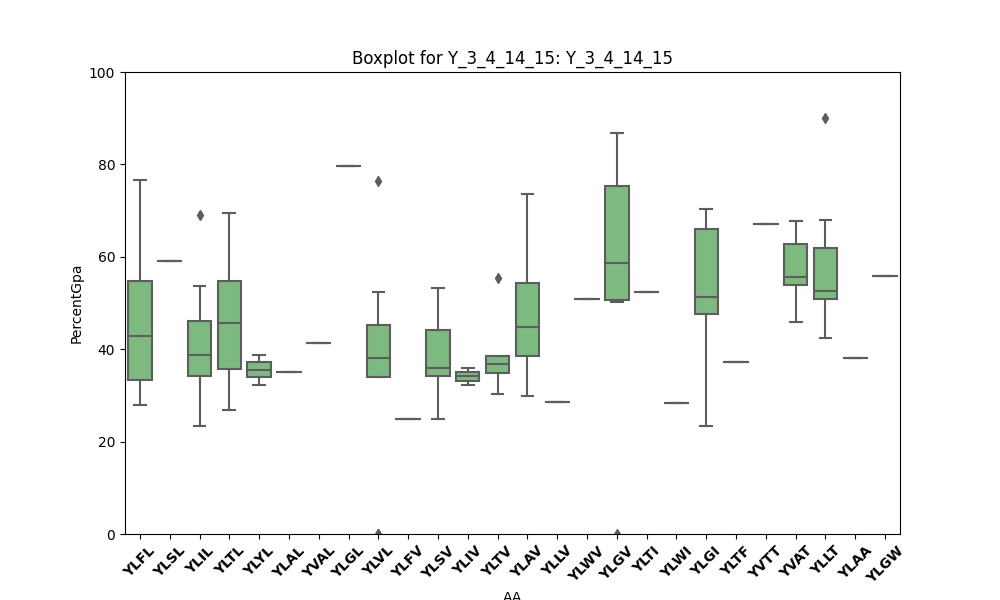 Boxplot for Y_3_4_14_15: Y_3_4_14_15
100
80
60
40
20
0
PercentGpa
YLFL YLSL YLIL YLTL YLYL YLAL YVAL YLGL YLVL YLFV YLSV YLIV YLTV YLAV YLLV YLWV YLGV YLTI YLWI YLGI YLTF YVTT YVAT YLLT YLAA YLGW
AA